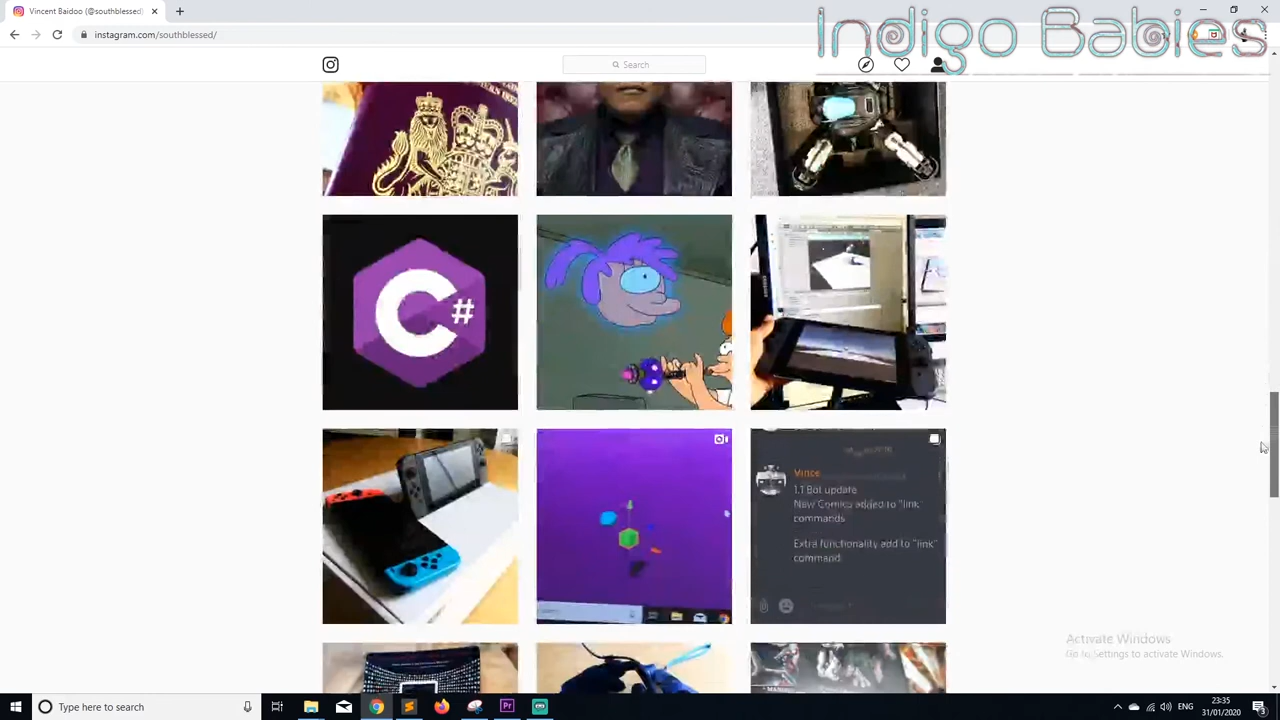 Vincent Baidoo (@southblessed)
Indigo Babies
instagram.com/southblessed/
Search
C#
Vince
1.1 Bot update
New Comics added to "link"
commands
Extra functionality add to "link"
command
Activate Windows
Go to Settings to activate Windows.
Type here to search
Pr
ENG
23:35
31/01/2020